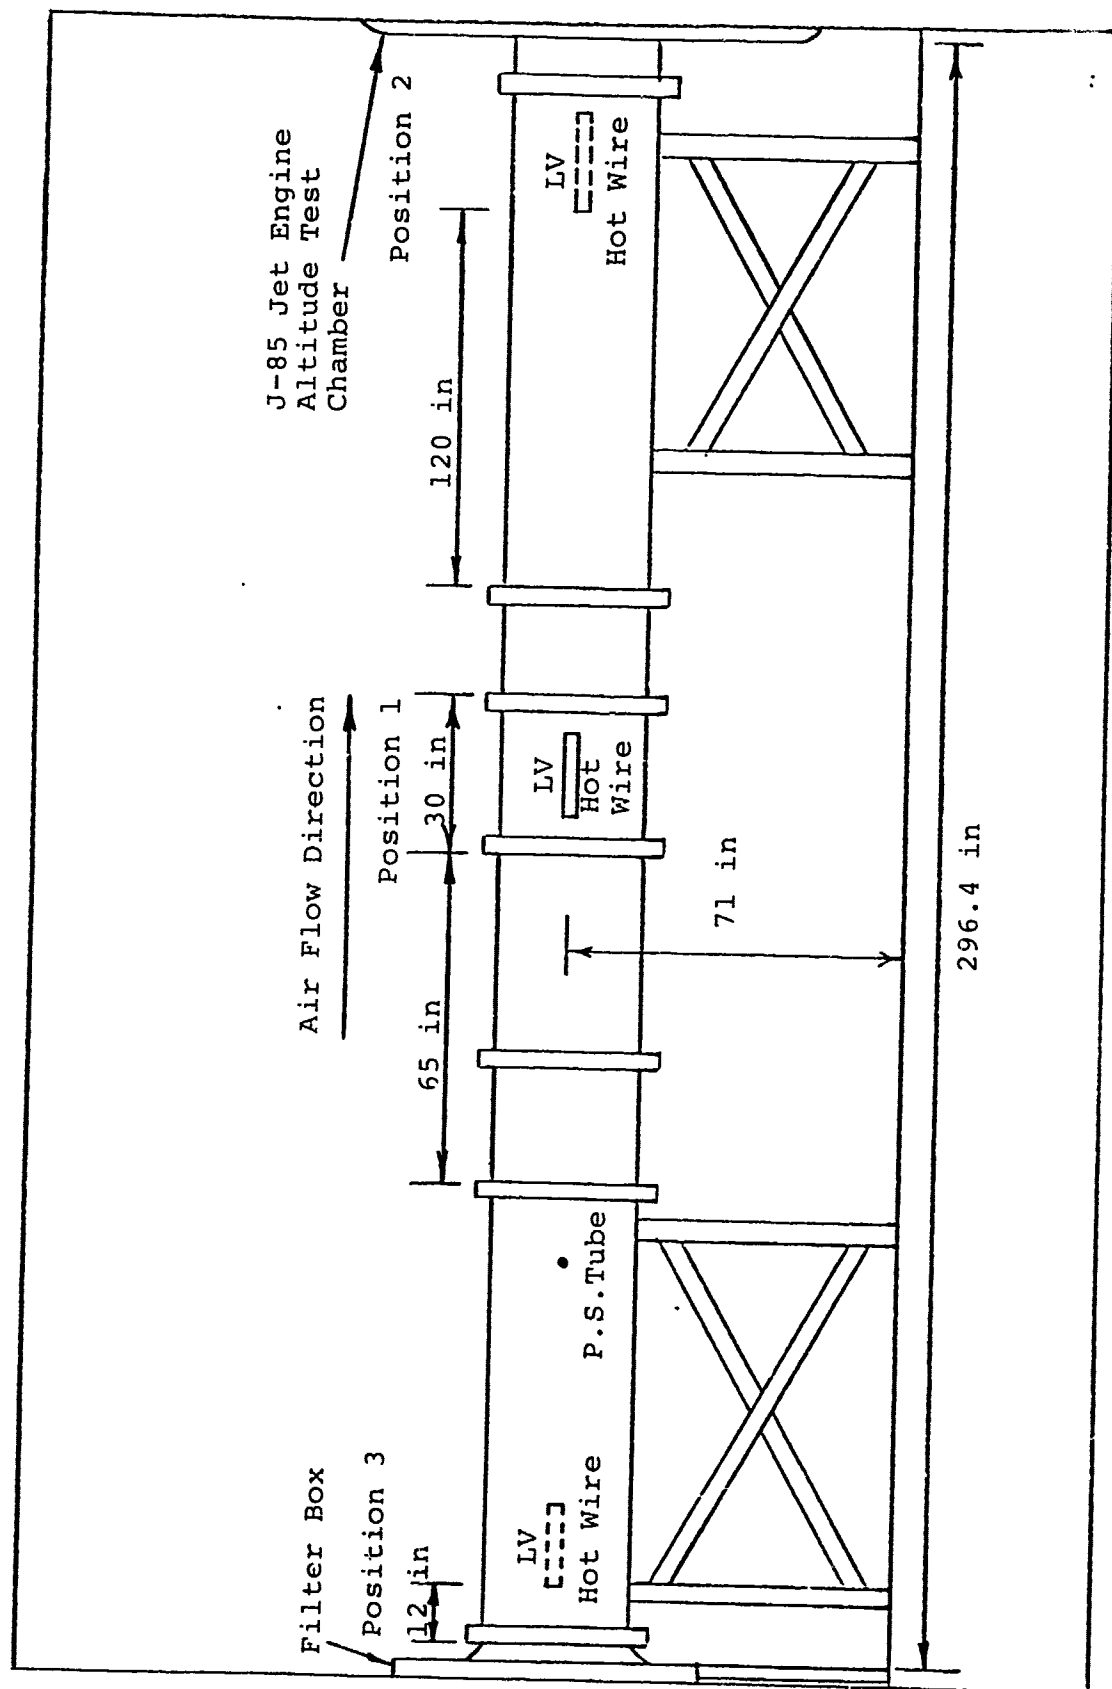 J-85 Jet Engine
Altitude Test
Chamber
Position 2
LV
Hot Wire
120 in
Air Flow Direction
Position 1
30 in
LV
Hot
Wire
65 in
71 in
296.4 in
P.S.Tube
Filter Box
Position 3
12 in
LV
Hot Wire